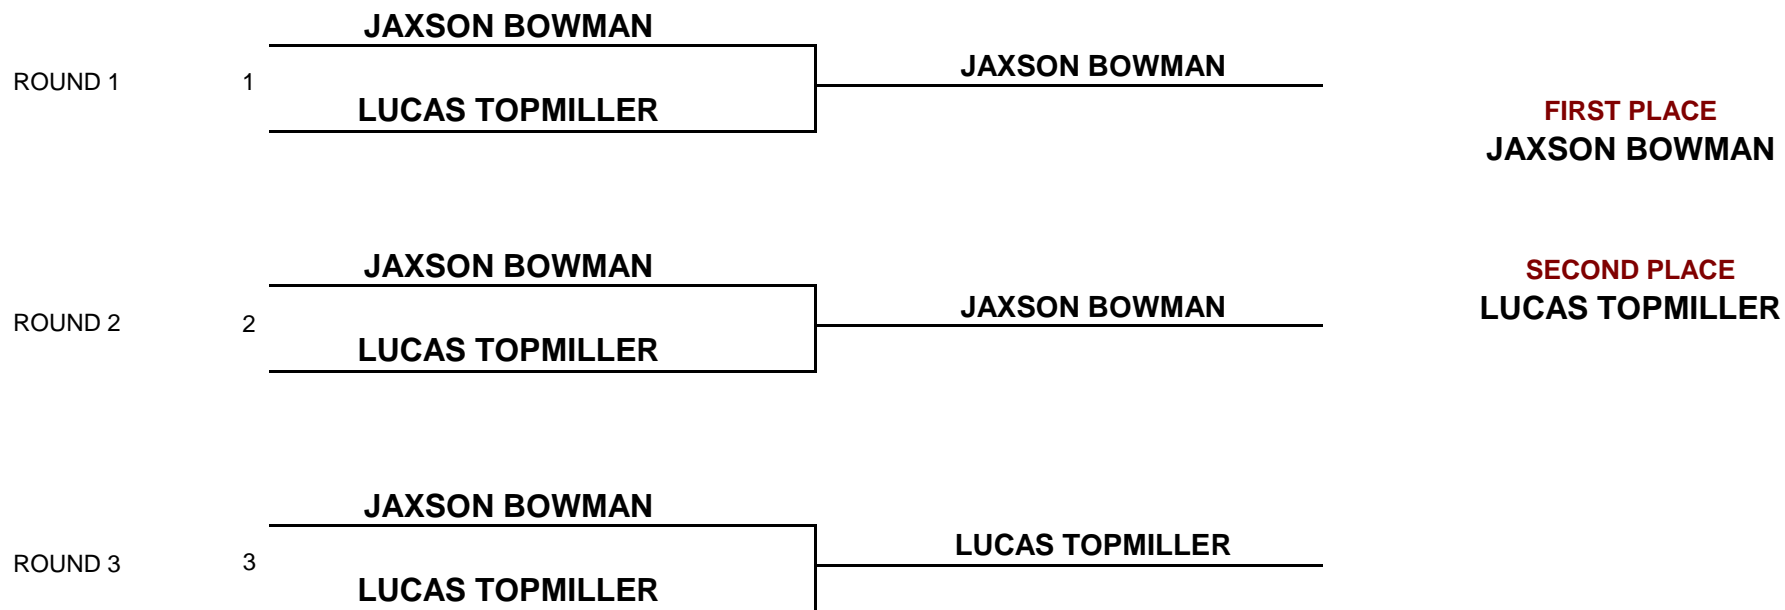 JAXSON BOWMAN
ROUND 1
1
JAXSON BOWMAN
LUCAS TOPMILLER
FIRST PLACE
JAXSON BOWMAN
JAXSON BOWMAN
SECOND PLACE
ROUND 2
2
JAXSON BOWMAN
LUCAS TOPMILLER
LUCAS TOPMILLER
JAXSON BOWMAN
ROUND 3
3
LUCAS TOPMILLER
LUCAS TOPMILLER